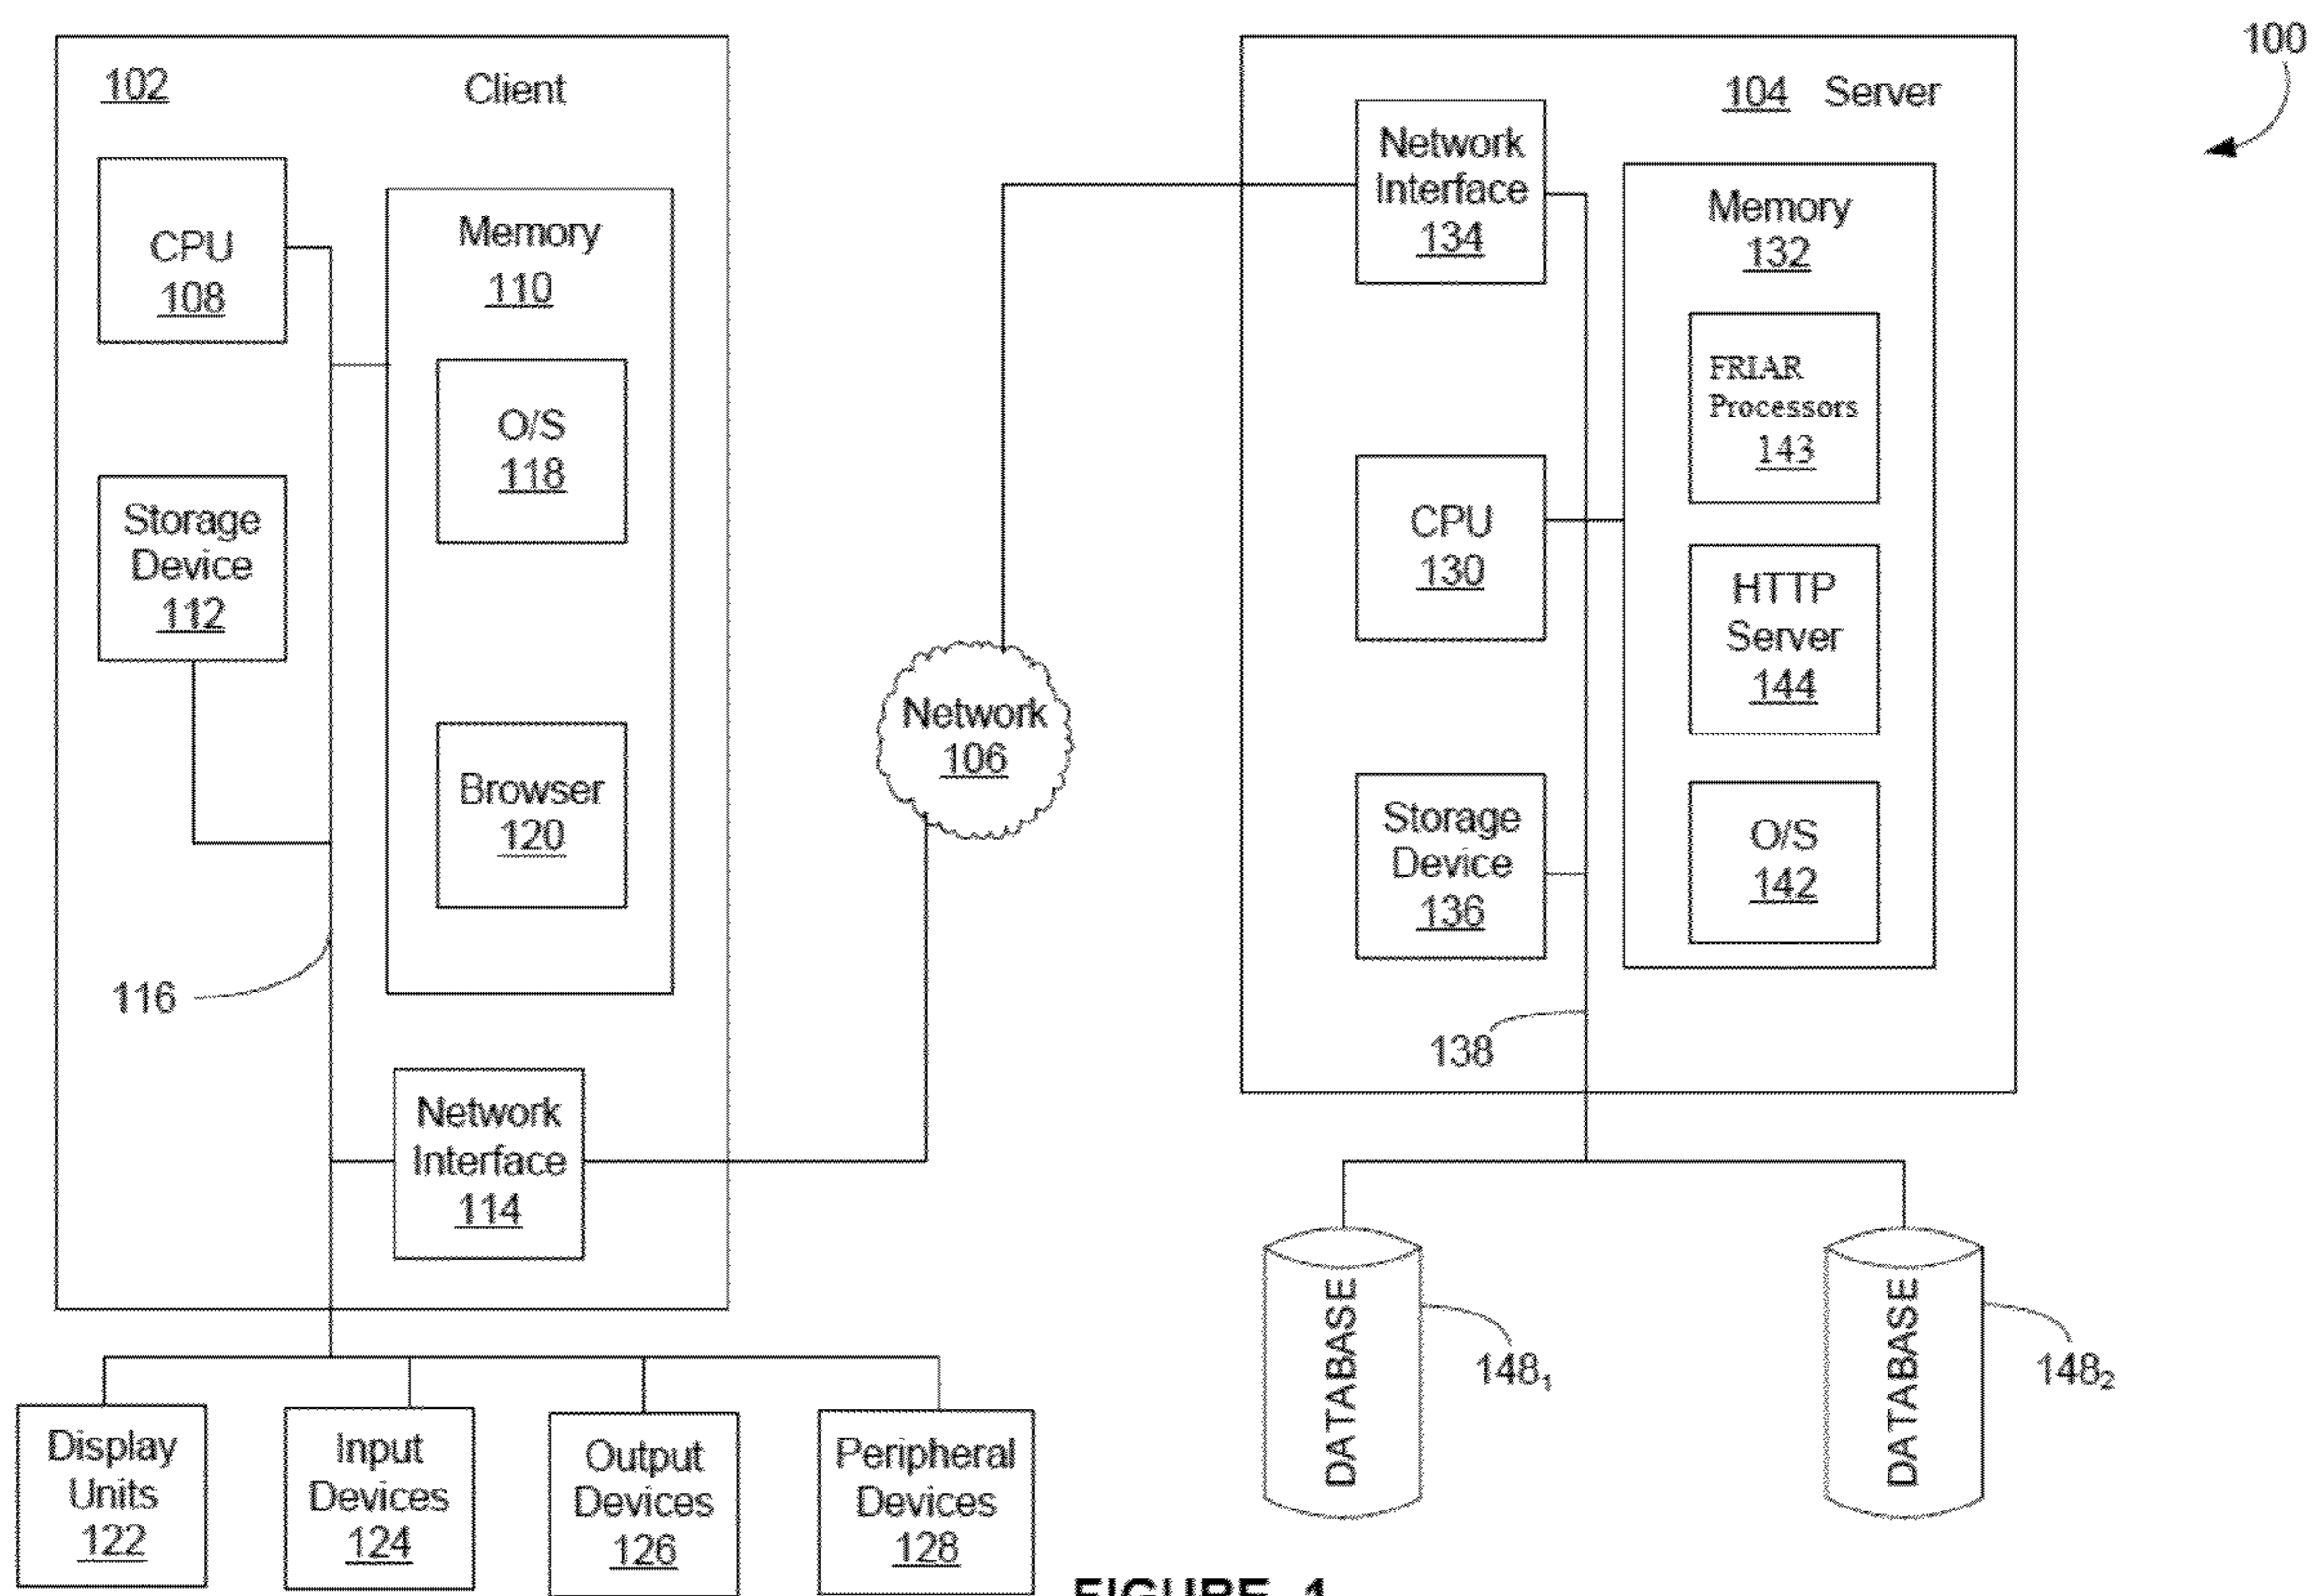 100
102 Client
CPU
108
Memory
110
O/S
118
Storage
Device
112
Browser
120
116
Network
Interface
114
Display
Units
122
Input
Devices
124
Output
Devices
126
Peripheral
Devices
128
Network
106
104 Server
Network
Interface
134
Memory
132
FRIAR
Processors
143
CPU
130
HTTP
Server
144
Storage
Device
136
O/S
142
138
DATABASE
148₁
DATABASE
148₂
FIGURE 1